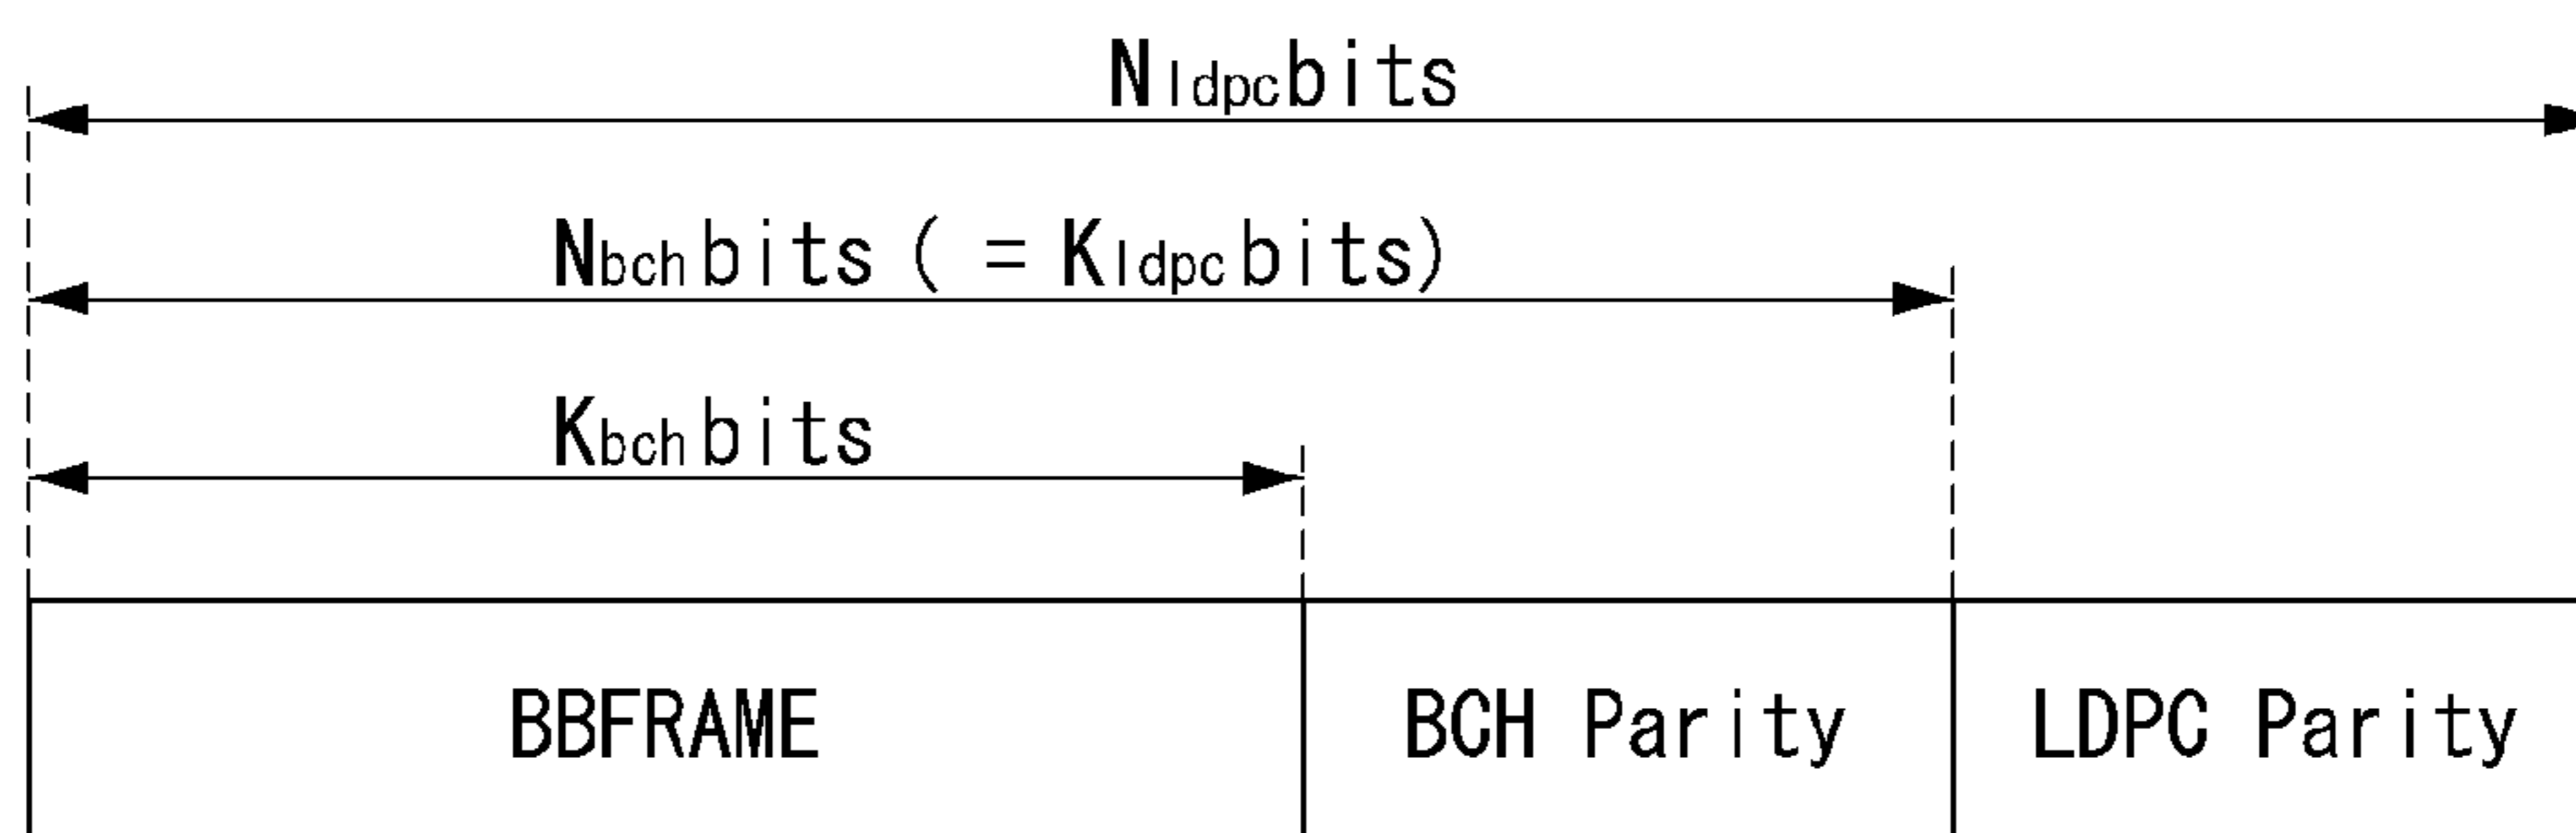 Nldpcbits
Nbchbits ( = Kldpcbits)
Kbchbits
BBFRAME BCH Parity LDPC Parity